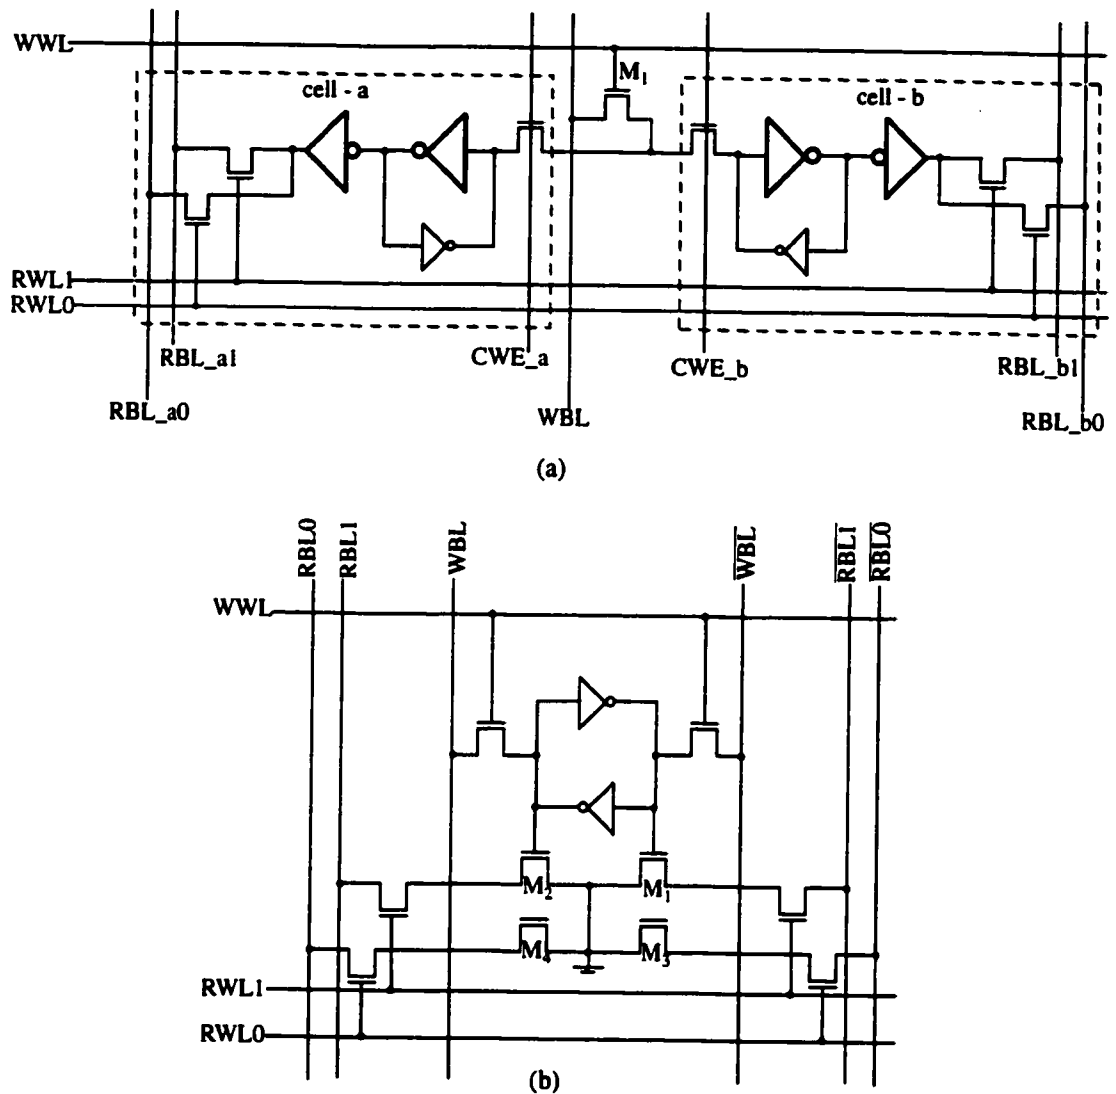 WWL
M1
cell - a
cell - b
RWL1
RWL0
RBL_a1
CWE_a
CWE_b
RBL_b1
RBL_a0
WBL
RBL_b0
(a)
RBL0
RBL1
WBL
WBL
RBL1
RBL0
WWL
M2
M1
M4
M3
RWL1
RWL0
(b)